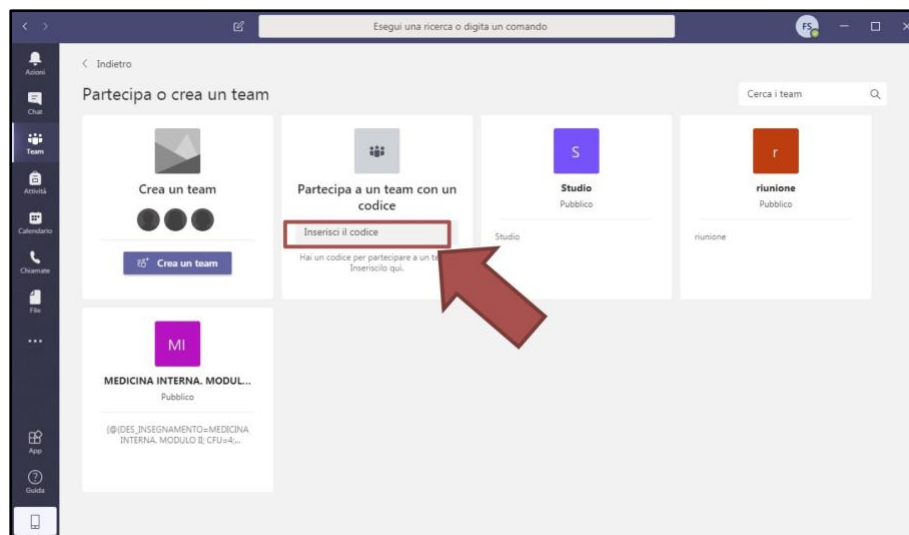 Esegui una ricerca o digita un comando
FS
Azioni
Chat
Team
Attività
Calendario
Chiamate
File
App
Guida
Indietro
Partecipa o crea un team
Cerca i team
Crea un team
Crea un team
Partecipa a un team con un
codice
Inserisci il codice
Hai un codice per partecipare a un
Inseriscilo qui.
S
Studio
Pubblico
Studio
r
riunione
Pubblico
riunione
MI
MEDICINA INTERNA. MODUL...
Pubblico
{@{DES_INSEGNAMENTO=MEDICINA
INTERNA. MODULO II; CFU=4;...